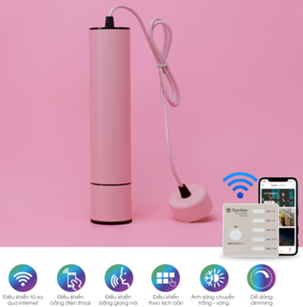 Điều khiển từ xa
qua internet
Điều khiển
bằng điện thoại
Điều khiển
bằng giọng nói
Điều khiển
theo kịch bản
Ánh sáng chuyển
trắng - vàng
Dễ dàng
dimming